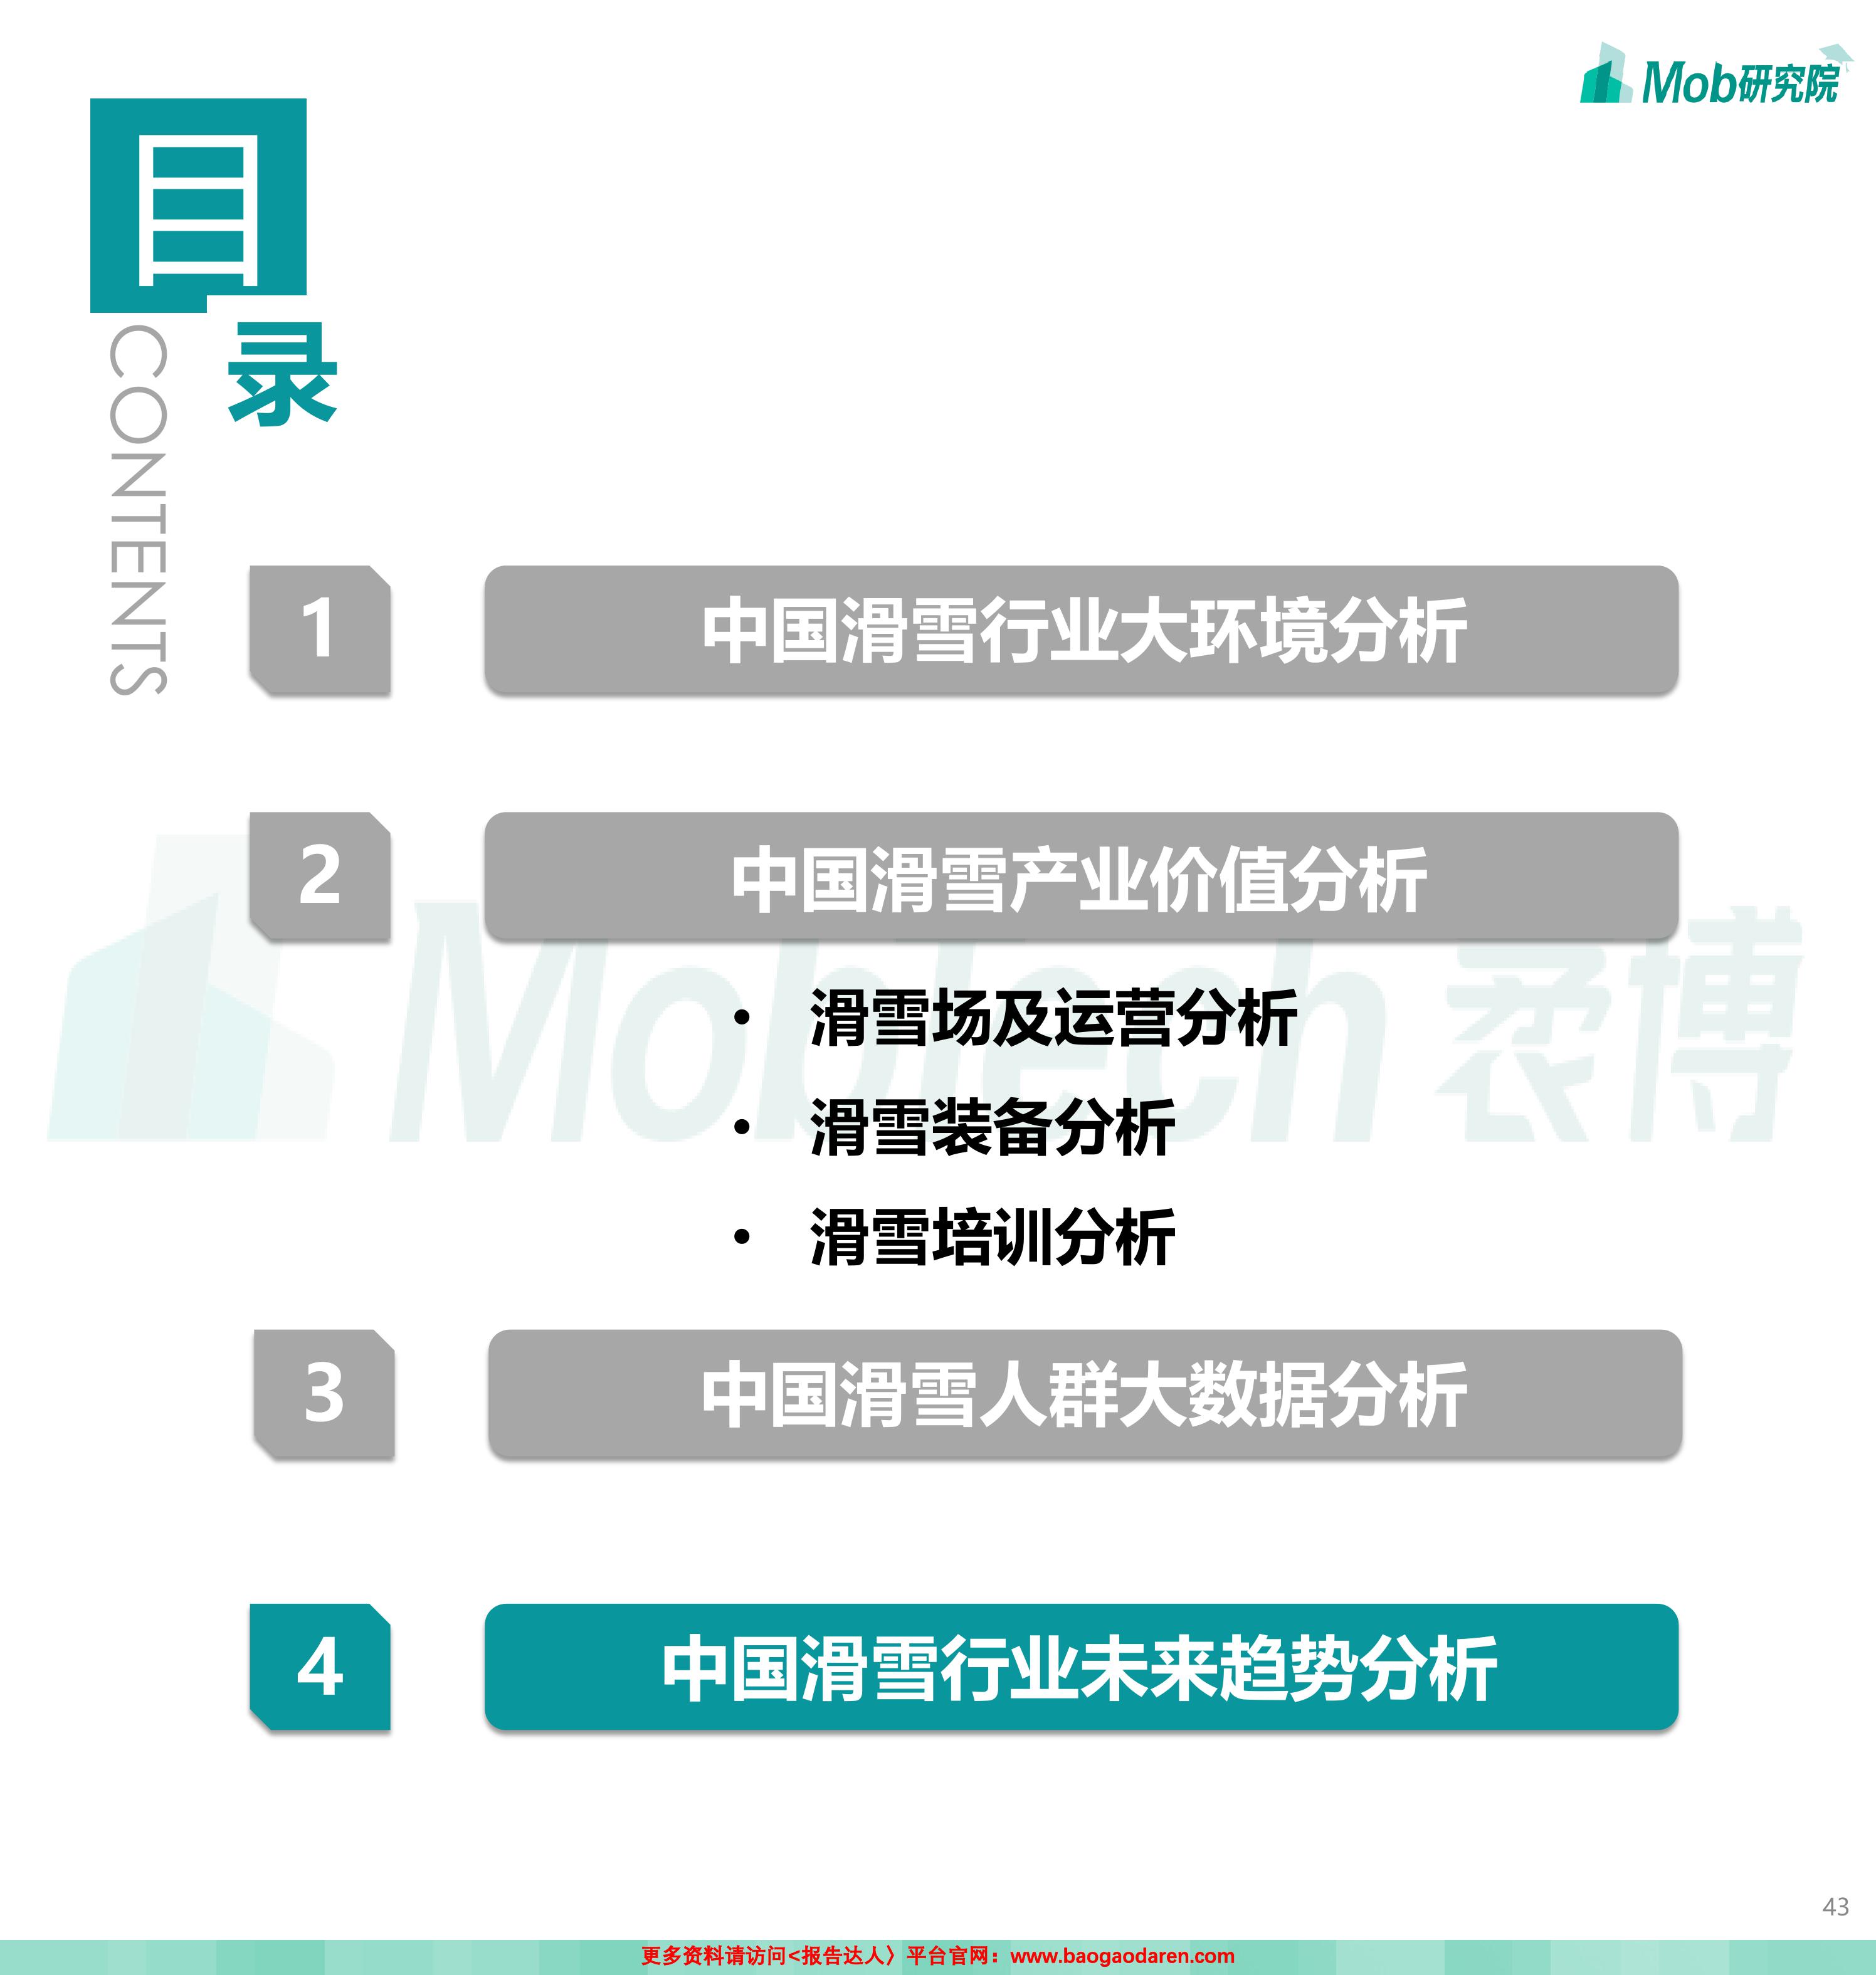 Mob研究院
目
录
CONTENTS
1
中国滑雪行业大环境分析
2
中国滑雪产业价值分析
MobTech 袤博
• 滑雪场及运营分析
• 滑雪装备分析
• 滑雪培训分析
3
中国滑雪人群大数据分析
4
中国滑雪行业未来趋势分析
43
更多资料请访问<报告达人〉平台官网：www.baogaodaren.com